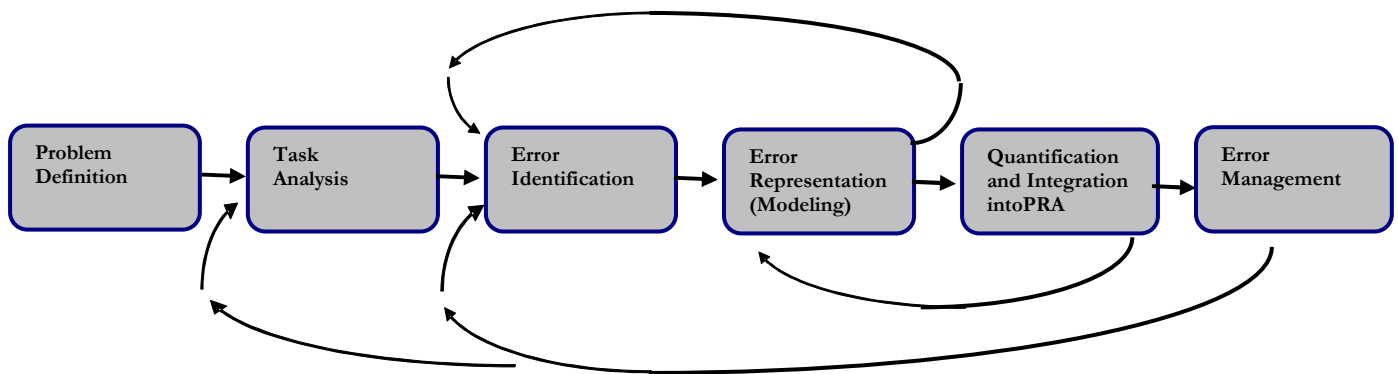 Problem
Definition
Task
Analysis
Error
Identification
Error
Representation
(Modeling)
Quantification
and Integration
intoPRA
Error
Management